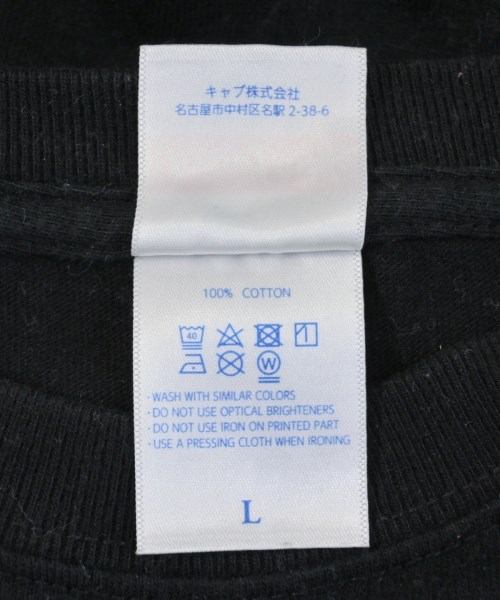 キャブ株式会社
名古屋市中村区名駅 2-38-6
100% COTTON
40
W
· WASH WITH SIMILAR COLORS
· DO NOT USE OPTICAL BRIGHTENERS
· DO NOT USE IRON ON PRINTED PART
· USE A PRESSING CLOTH WHEN IRONING
L